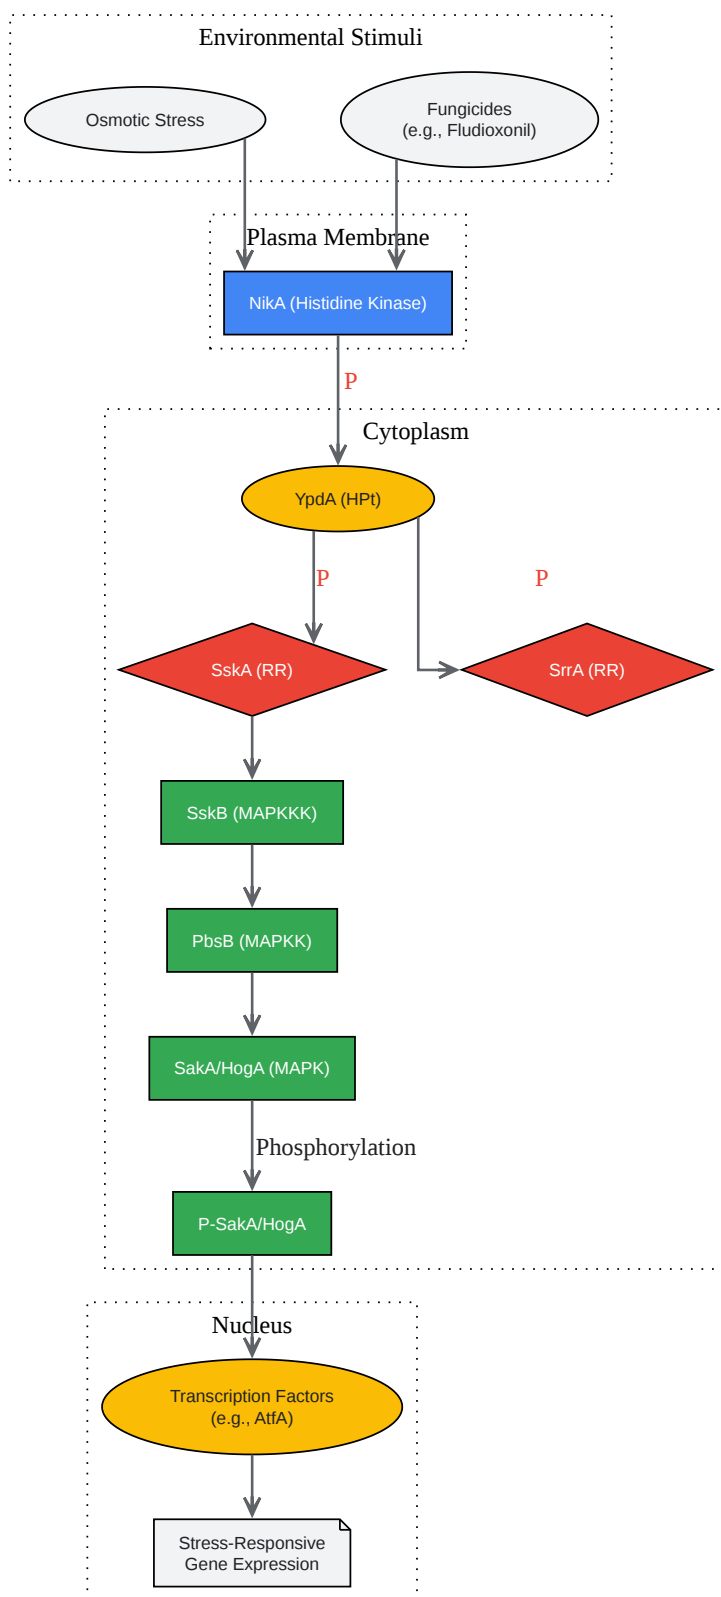 Environmental Stimuli
Osmotic Stress
Fungicides
(e.g., Fludioxonil)
Plasma Membrane
NikA (Histidine Kinase)
P
Cytoplasm
YpdA (HPt)
P
P
SskA (RR)
SrrA (RR)
SskB (MAPKKK)
PbsB (MAPKK)
SakA/HogA (MAPK)
Phosphorylation
P-SakA/HogA
Nucleus
Transcription Factors
(e.g., AtfA)
Stress-Responsive
Gene Expression